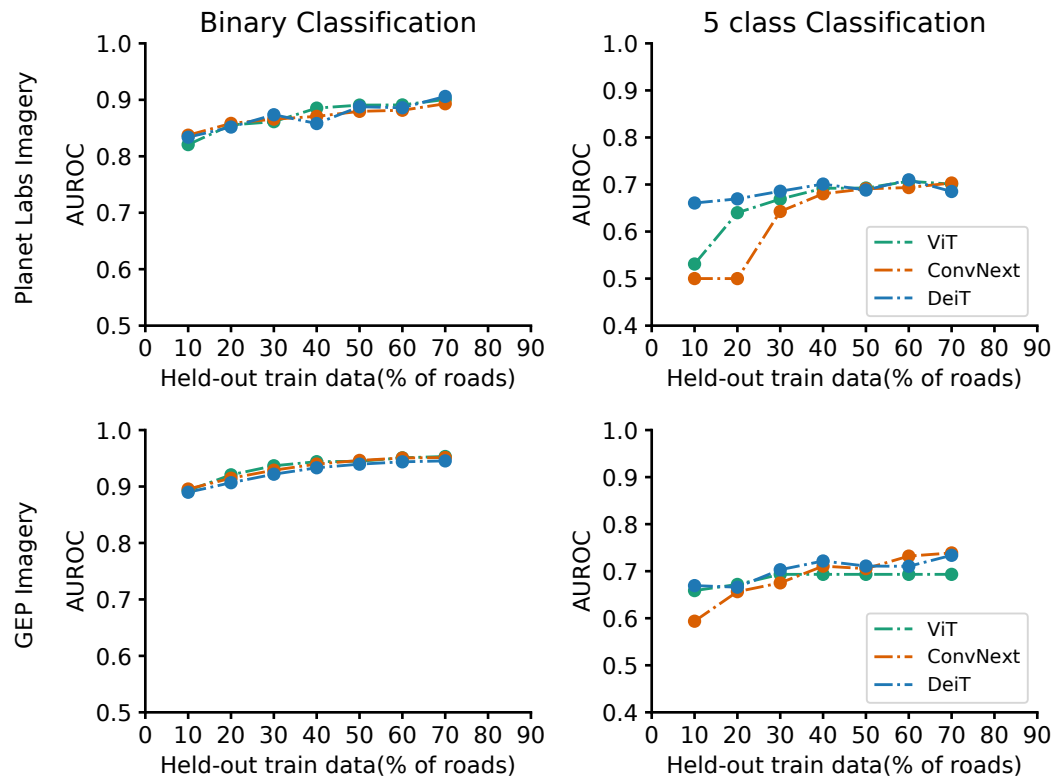 Binary Classification
5 class Classification
Planet Labs Imagery
AUROC
1.0
0.9
0.8
0.7
0.6
0.5
0 10 20 30 40 50 60 70 80 90
Held-out train data(% of roads)
AUROC
1.0
0.9
0.8
0.7
0.6
0.5
0.4
ViT
ConvNext
DeiT
0 10 20 30 40 50 60 70 80 90
Held-out train data(% of roads)
GEP Imagery
AUROC
1.0
0.9
0.8
0.7
0.6
0.5
0 10 20 30 40 50 60 70 80 90
Held-out train data(% of roads)
AUROC
1.0
0.9
0.8
0.7
0.6
0.5
0.4
ViT
ConvNext
DeiT
0 10 20 30 40 50 60 70 80 90
Held-out train data(% of roads)